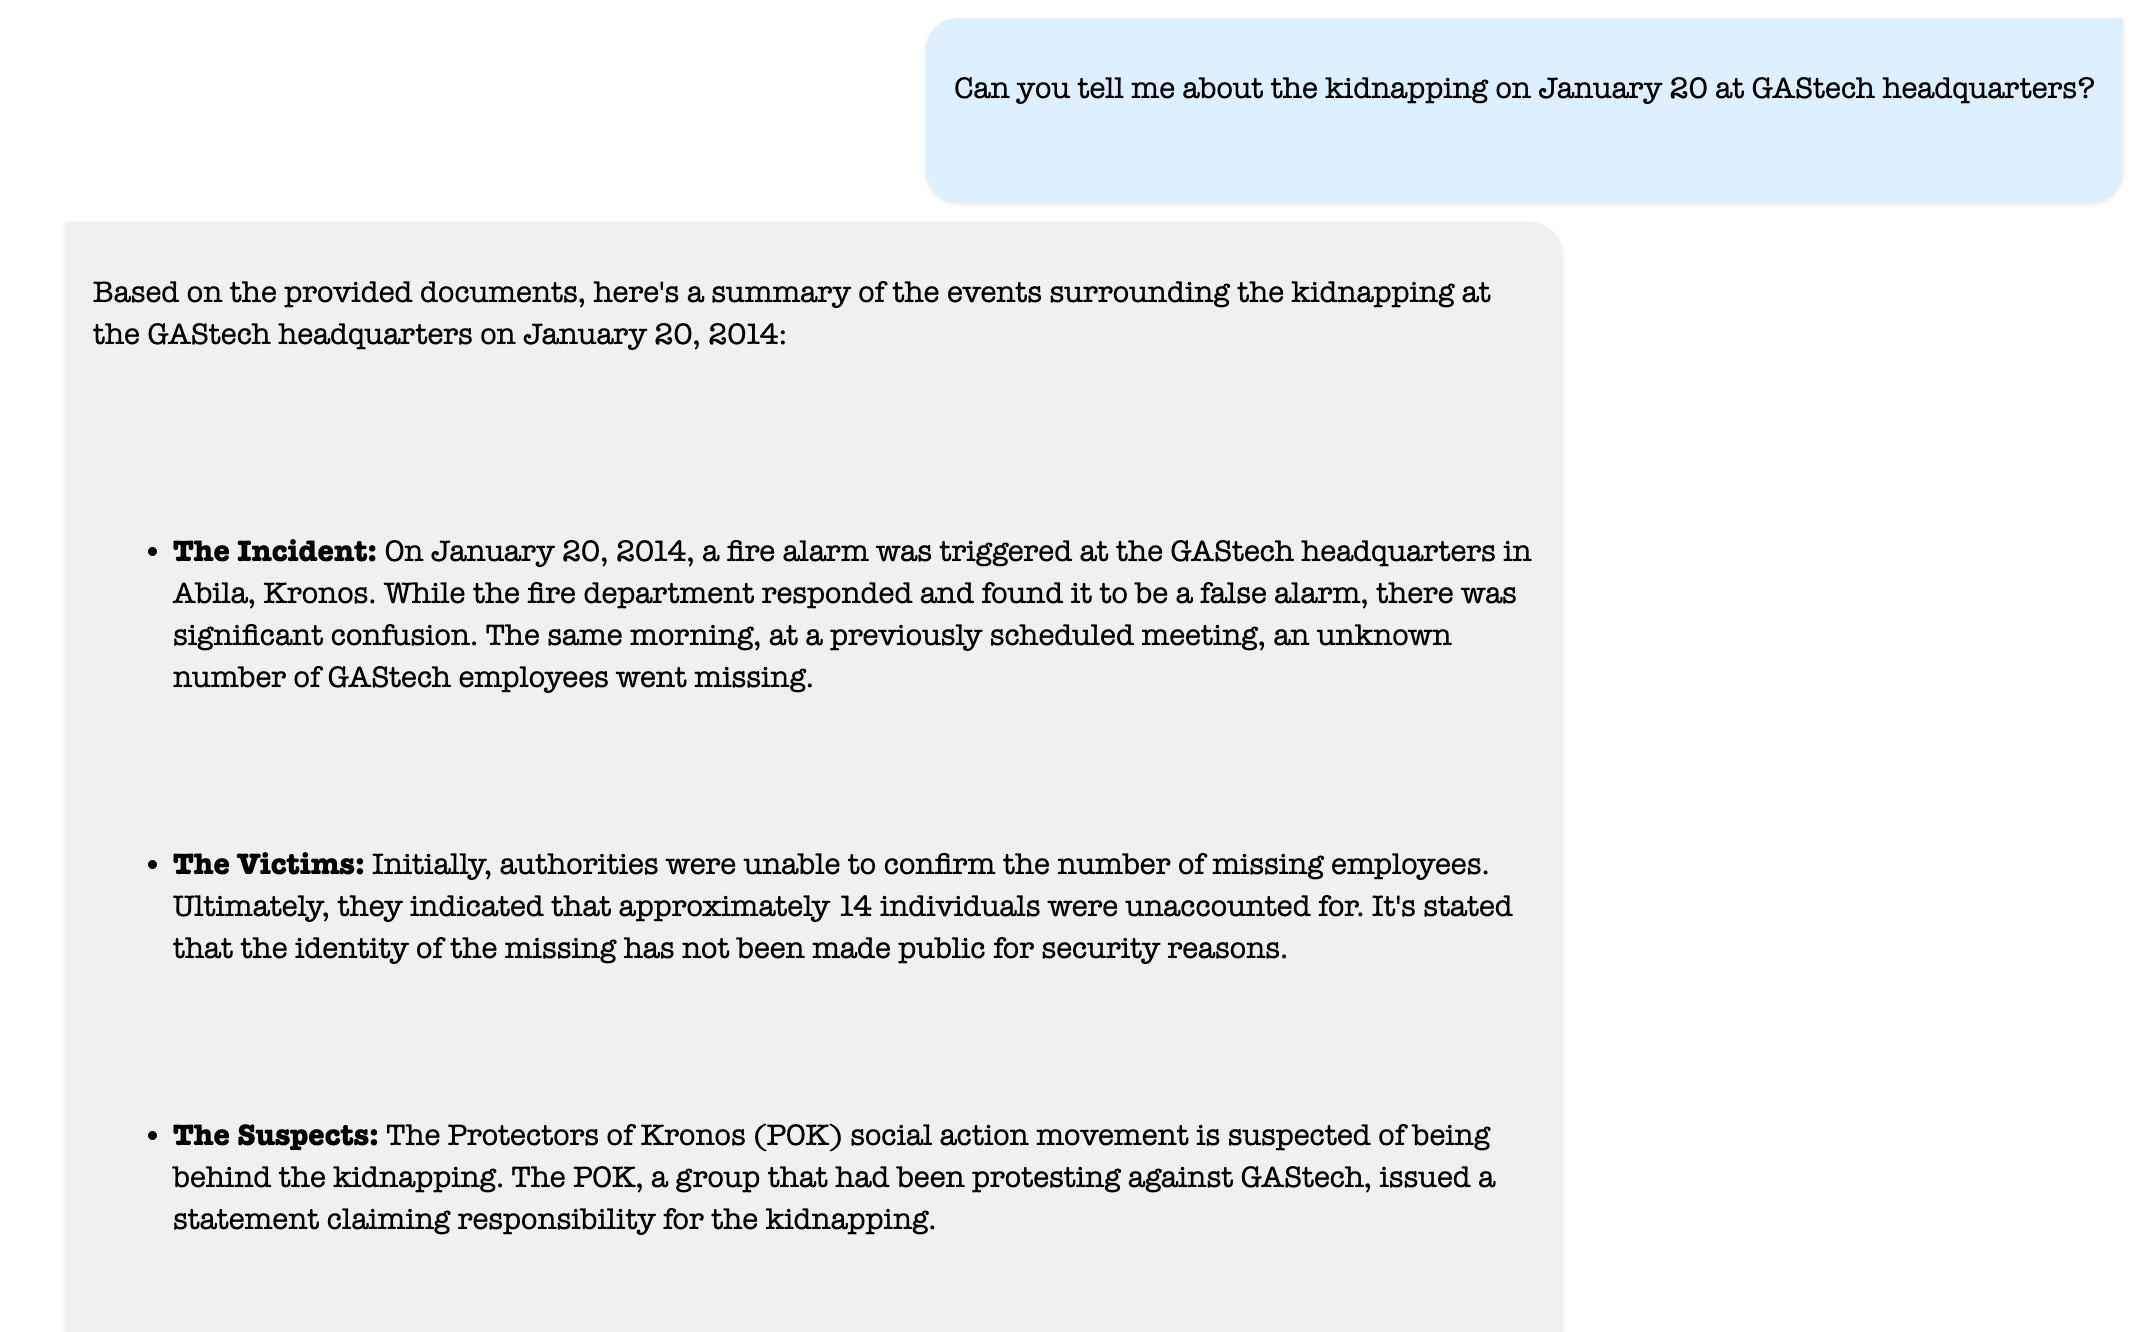 Can you tell me about the kidnapping on January 20 at GAStech headquarters?
Based on the provided documents, here's a summary of the events surrounding the kidnapping at
the GAStech headquarters on January 20, 2014:
• The Incident: On January 20, 2014, a fire alarm was triggered at the GAStech headquarters in
Abila, Kronos. While the fire department responded and found it to be a false alarm, there was
significant confusion. The same morning, at a previously scheduled meeting, an unknown
number of GAStech employees went missing.
• The Victims: Initially, authorities were unable to confirm the number of missing employees.
Ultimately, they indicated that approximately 14 individuals were unaccounted for. It's stated
that the identity of the missing has not been made public for security reasons.
• The Suspects: The Protectors of Kronos (POK) social action movement is suspected of being
behind the kidnapping. The POK, a group that had been protesting against GAStech, issued a
statement claiming responsibility for the kidnapping.